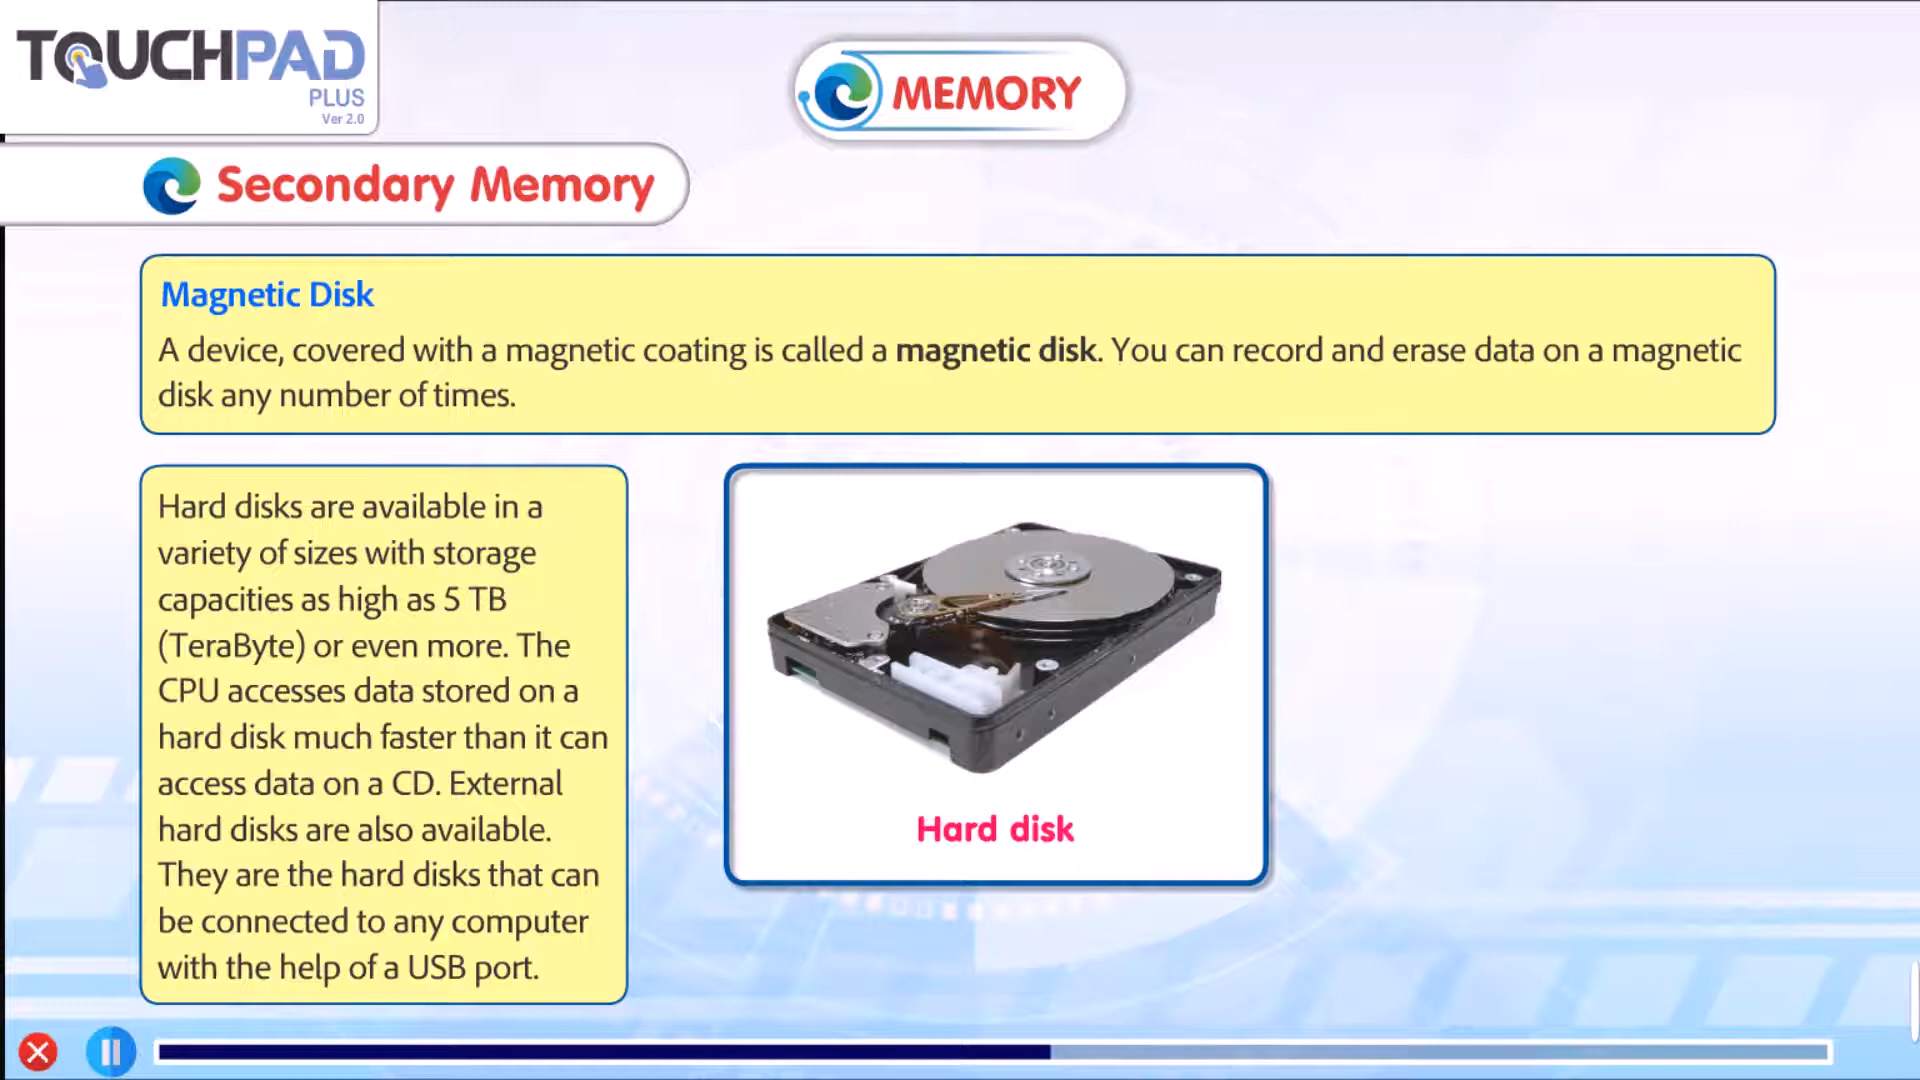 TOUCHPAD
PLUS
Ver 2.0
MEMORY
Secondary Memory
Magnetic Disk
A device, covered with a magnetic coating is called a magnetic disk. You can record and erase data on a magnetic
disk any number of times.
Hard disks are available in a
variety of sizes with storage
capacities as high as 5 TB
(TeraByte) or even more. The
CPU accesses data stored on a
hard disk much faster than it can
access data on a CD. External
hard disks are also available.
They are the hard disks that can
be connected to any computer
with the help of a USB port.
Hard disk